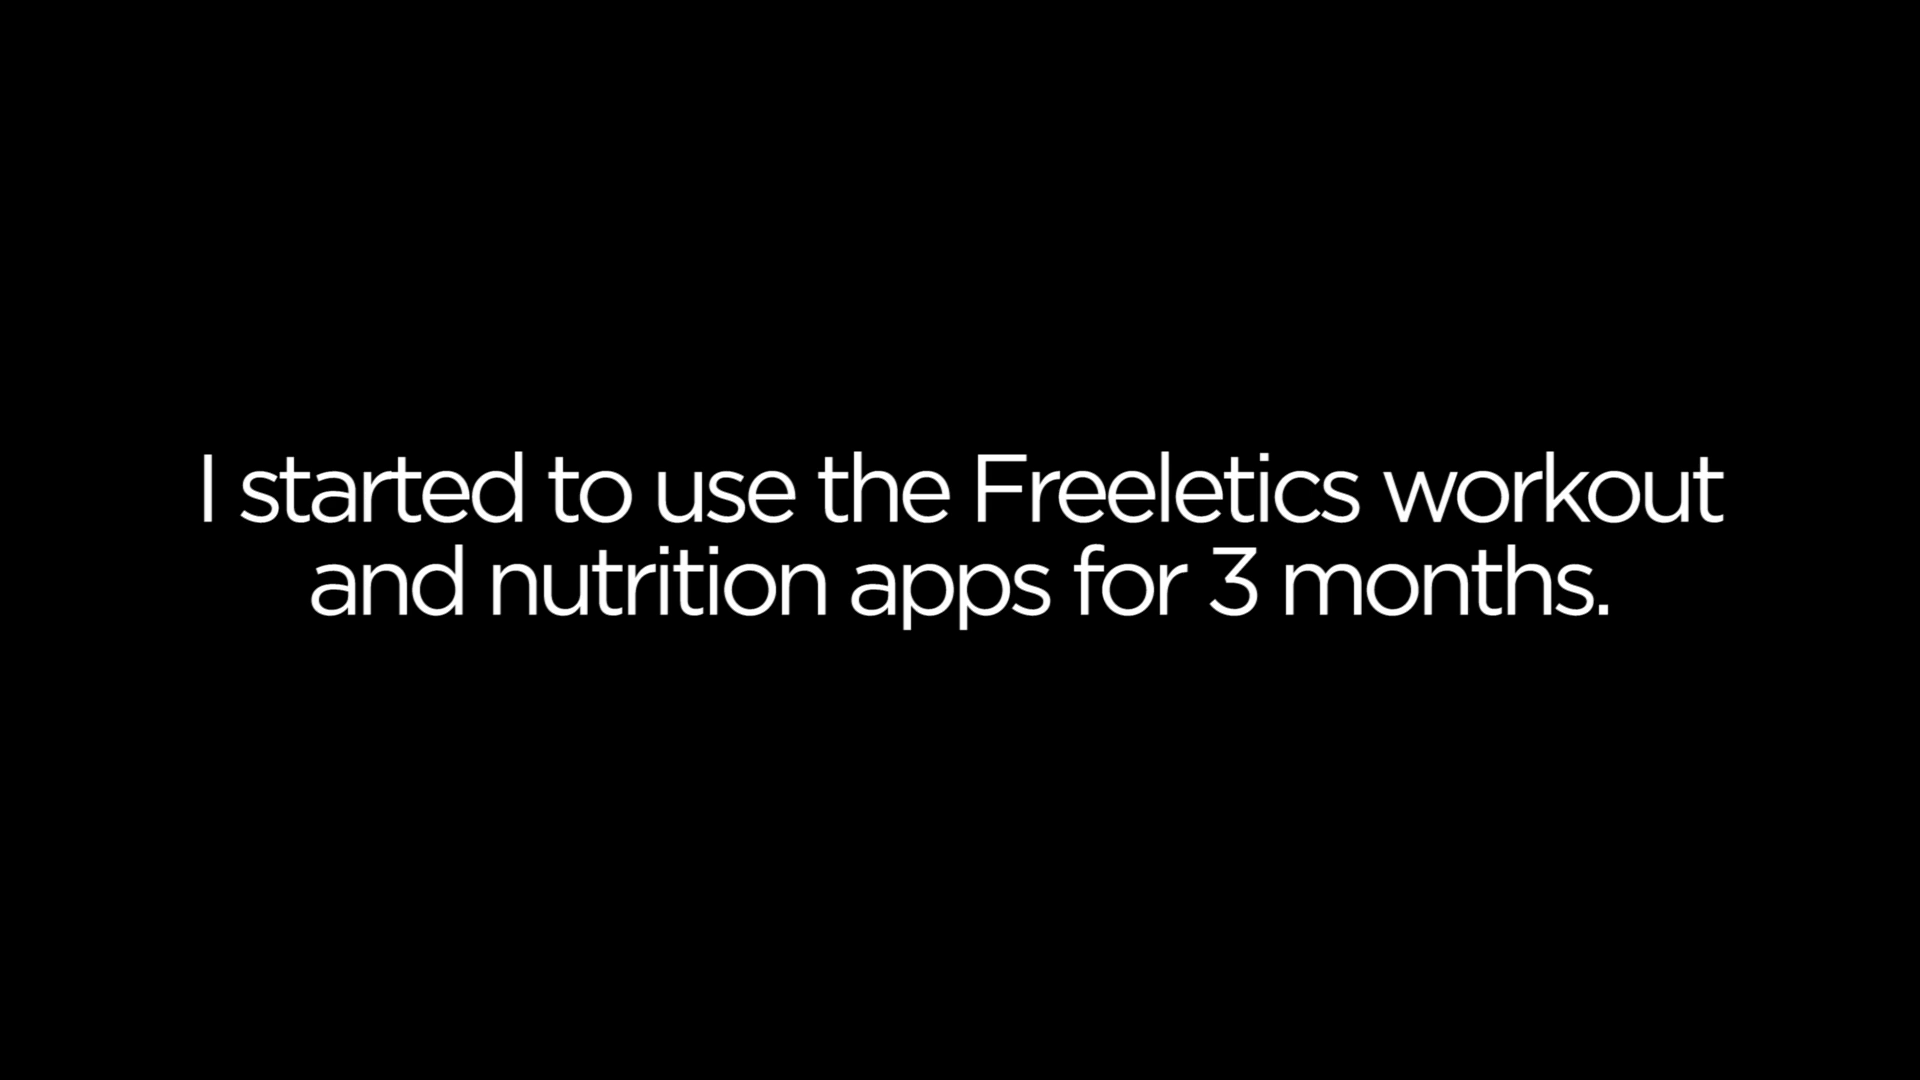 I started to use the Freeletics workout
and nutrition apps for 3 months.